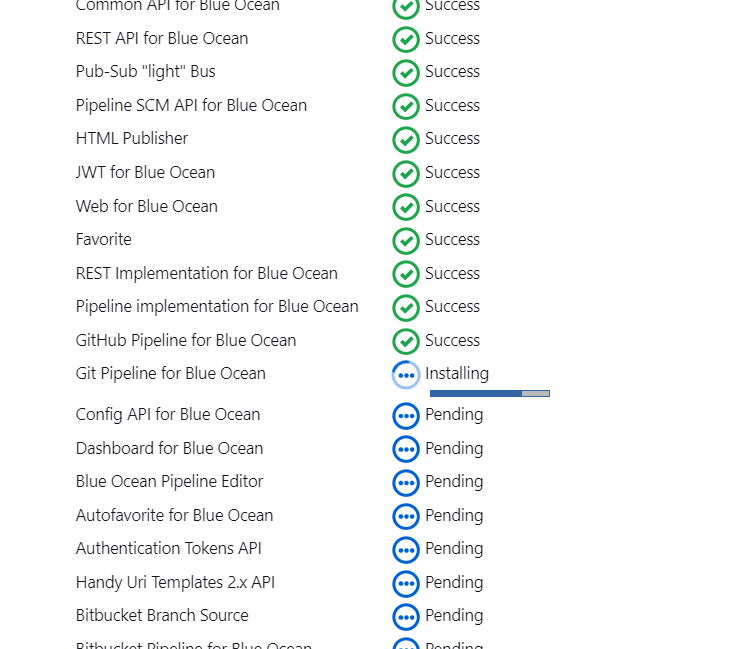 Common API for Blue Ocean Success
REST API for Blue Ocean Success
Pub-Sub "light" Bus Success
Pipeline SCM API for Blue Ocean Success
HTML Publisher Success
JWT for Blue Ocean Success
Web for Blue Ocean Success
Favorite Success
REST Implementation for Blue Ocean Success
Pipeline implementation for Blue Ocean Success
GitHub Pipeline for Blue Ocean Success
Git Pipeline for Blue Ocean Installing
Config API for Blue Ocean Pending
Dashboard for Blue Ocean Pending
Blue Ocean Pipeline Editor Pending
Autofavorite for Blue Ocean Pending
Authentication Tokens API Pending
Handy Uri Templates 2.x API Pending
Bitbucket Branch Source Pending
Bitbucket Pipeline for Blue Ocean Pending